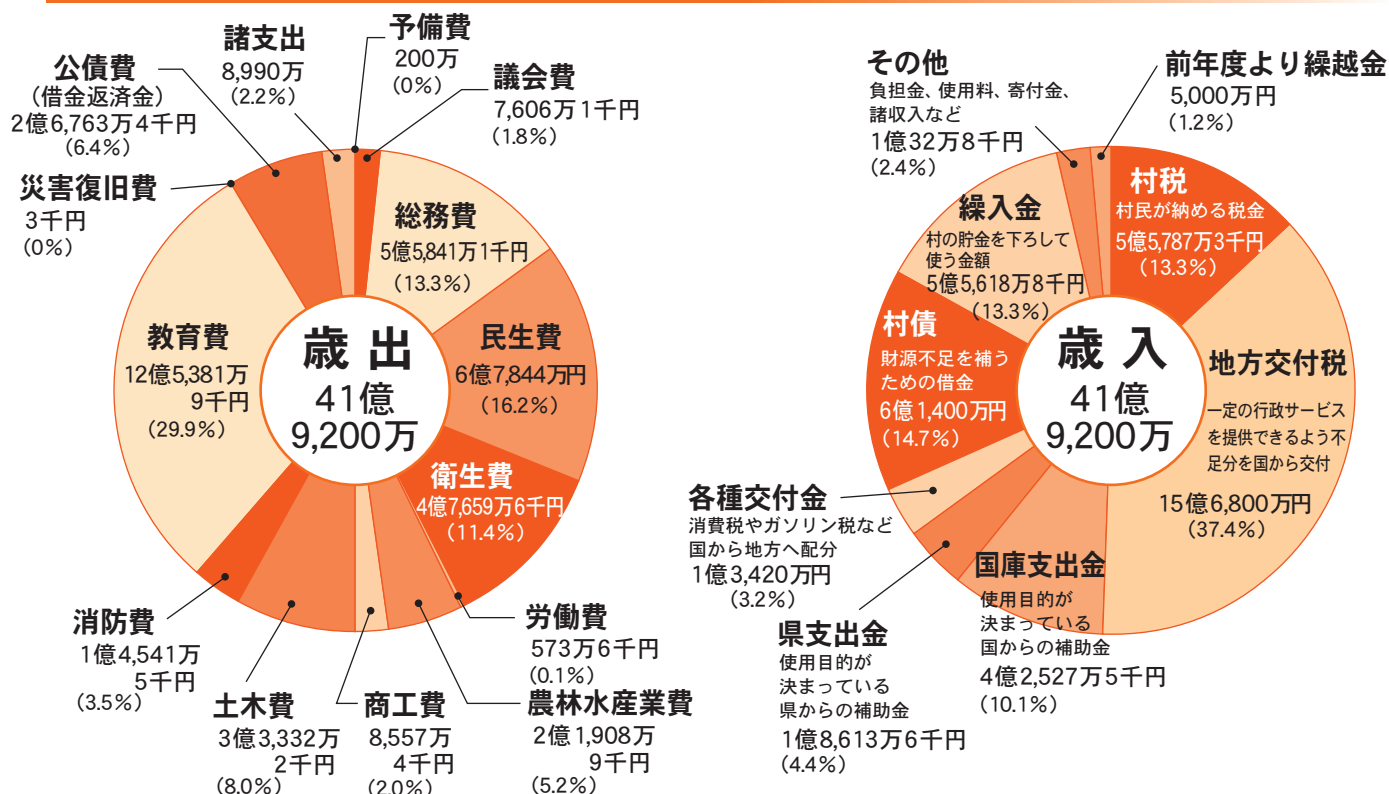 予備費
200万
(0%)
議会費
7,606万1千円
(1.8%)
総務費
5億5,841万1千円
(13.3%)
民生費
6億7,844万円
(16.2%)
衛生費
4億7,659万6千円
(11.4%)
労働費
573万6千円
(0.1%)
農林水産業費
2億1,908万
9千円
(5.2%)
商工費
8,557万
4千円
(2.0%)
土木費
3億3,332万
2千円
(8.0%)
消防費
1億4,541万
5千円
(3.5%)
教育費
12億5,381万
9千円
(29.9%)
災害復旧費
3千円
(0%)
公債費
(借金返済金)
2億6,763万4千円
(6.4%)
諸支出
8,990万
(2.2%)
歳出
41億
9,200万
前年度より繰越金
5,000万円
(1.2%)
村税
村民が納める税金
5億5,787万3千円
(13.3%)
地方交付税
一定の行政サービス
を提供できるよう不
足分を国から交付
15億6,800万円
(37.4%)
国庫支出金
使用目的が
決まっている
国からの補助金
4億2,527万5千円
(10.1%)
県支出金
使用目的が
決まっている
県からの補助金
1億8,613万6千円
(4.4%)
各種交付金
消費税やガソリン税など
国から地方へ配分
1億3,420万円
(3.2%)
村債
財源不足を補う
ための借金
6億1,400万円
(14.7%)
繰入金
村の貯金を下ろして
使う金額
5億5,618万8千円
(13.3%)
その他
負担金、使用料、寄付金、
諸収入など
1億32万8千円
(2.4%)
歳入
41億
9,200万